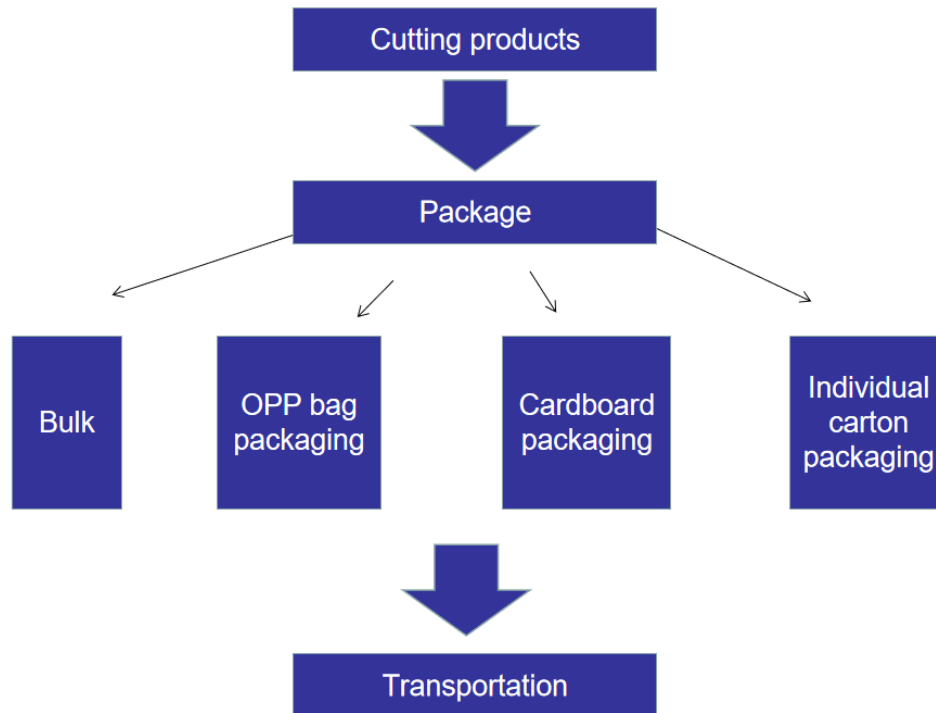 Cutting products
Package
Bulk
OPP bag
packaging
Cardboard
packaging
Individual
carton
packaging
Transportation